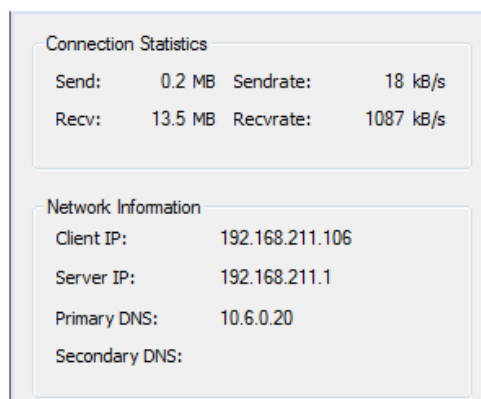 Connection Statistics
Send: 0.2 MB Sendrate: 18 kB/s
Recv: 13.5 MB Recvrate: 1087 kB/s
Network Information
Client IP: 192.168.211.106
Server IP: 192.168.211.1
Primary DNS: 10.6.0.20
Secondary DNS: